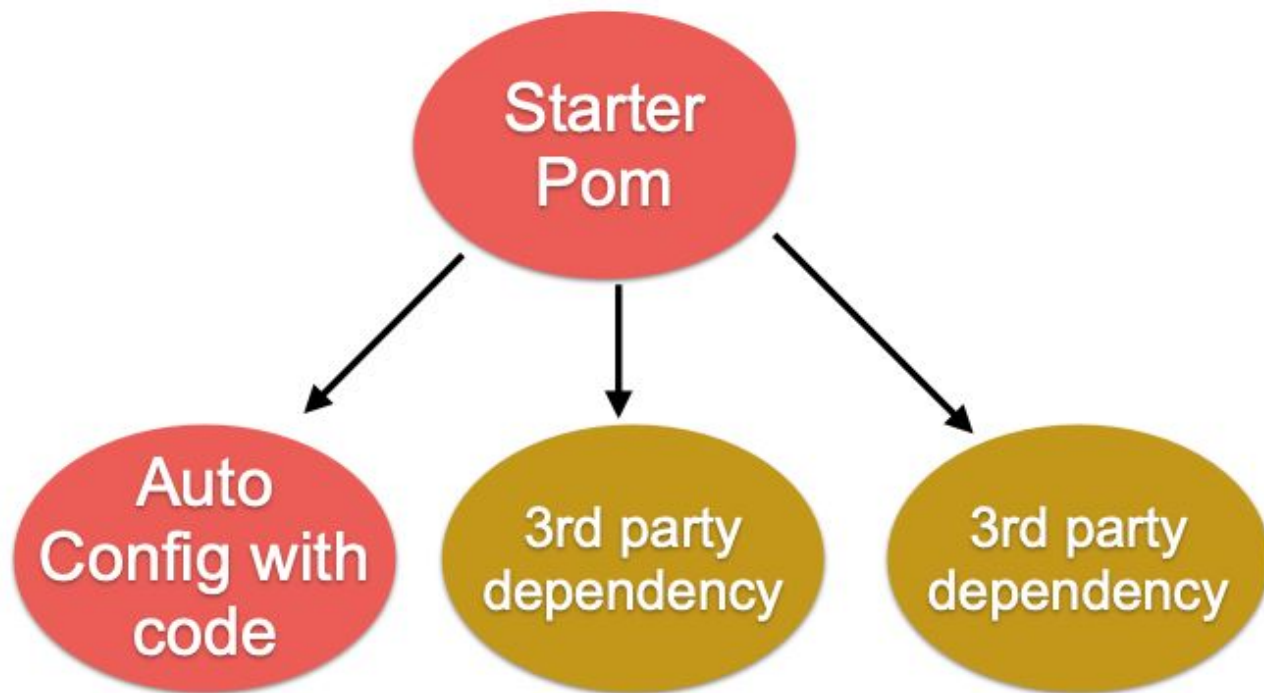 Starter
Pom
Auto
Config with
code
3rd party
dependency
3rd party
dependency